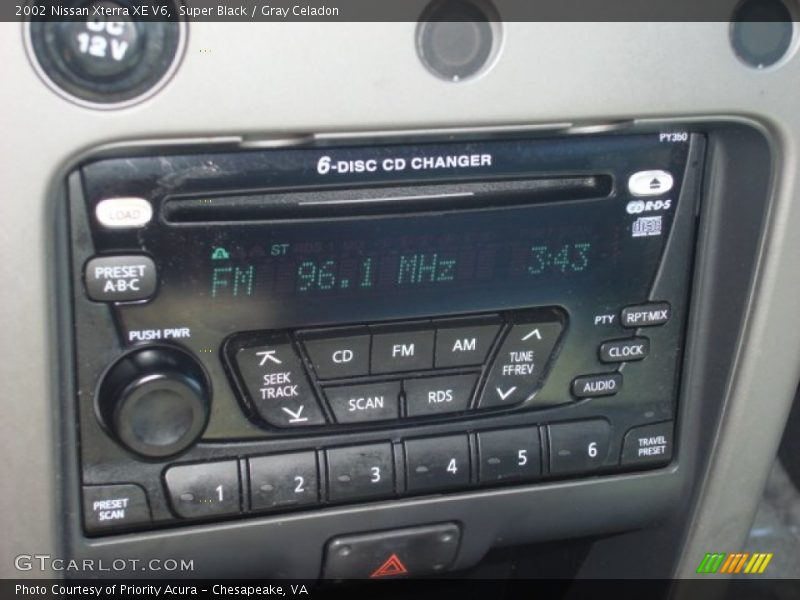 2002 Nissan Xterra XE V6,  Super Black / Gray Celadon
DC
12V
PY360
6-DISC CD CHANGER
LOAD
CD R·D·S
PRESET
A·B·C
ST
FM 96.1 MHz 3:43
PUSH PWR
PTY
RPT MIX
CD
FM
AM
TUNE
FF·REV
CLOCK
SEEK
TRACK
SCAN
RDS
AUDIO
1
2
3
4
5
6
TRAVEL
PRESET
PRESET
SCAN
GTCARLOT.COM
Photo Courtesy of Priority Acura – Chesapeake, VA